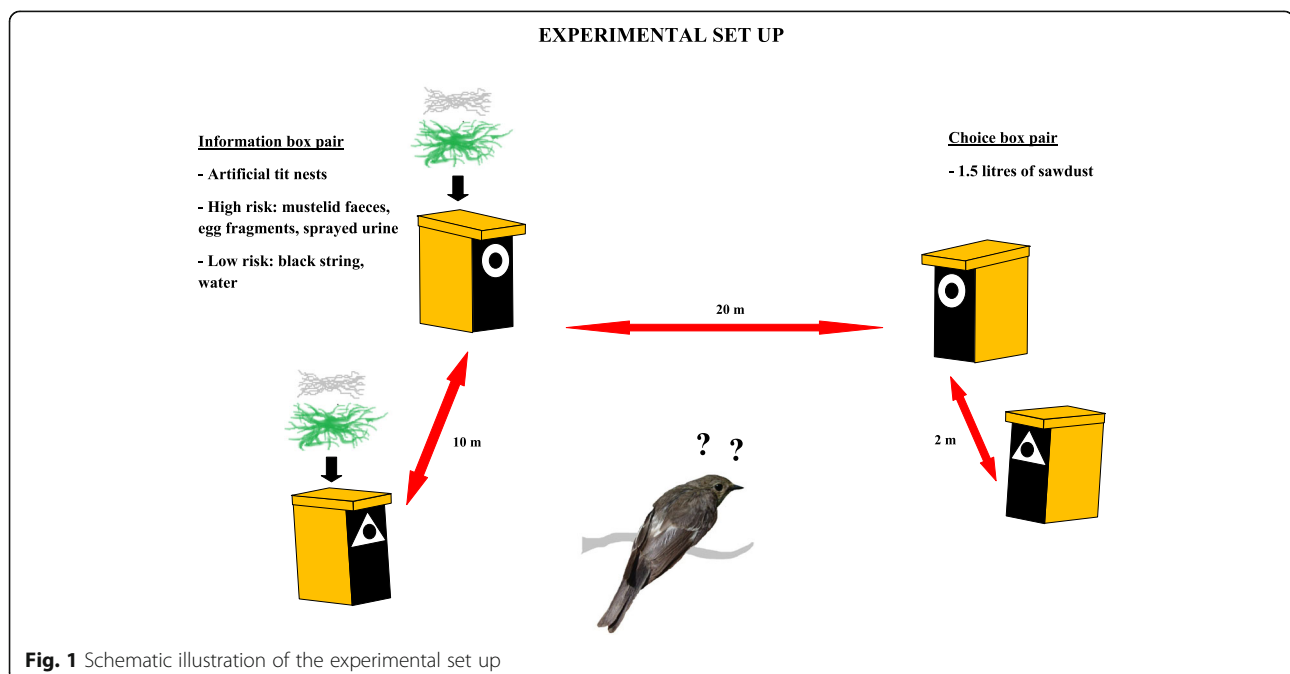 EXPERIMENTAL SET UP
Information box pair
- Artificial tit nests
- High risk: mustelid faeces,
egg fragments, sprayed urine
- Low risk: black string,
water
Choice box pair
- 1.5 litres of sawdust
20 m
10 m
2 m
? ?
Fig. 1 Schematic illustration of the experimental set up